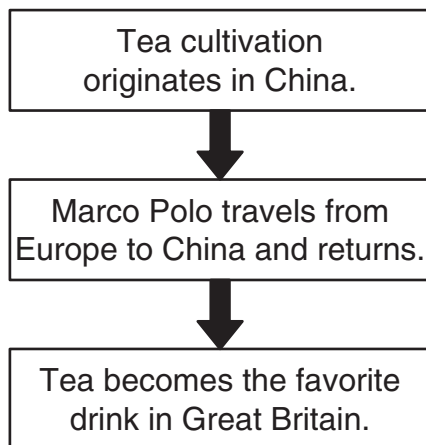 Tea cultivation
originates in China.
Marco Polo travels from
Europe to China and returns.
Tea becomes the favorite
drink in Great Britain.